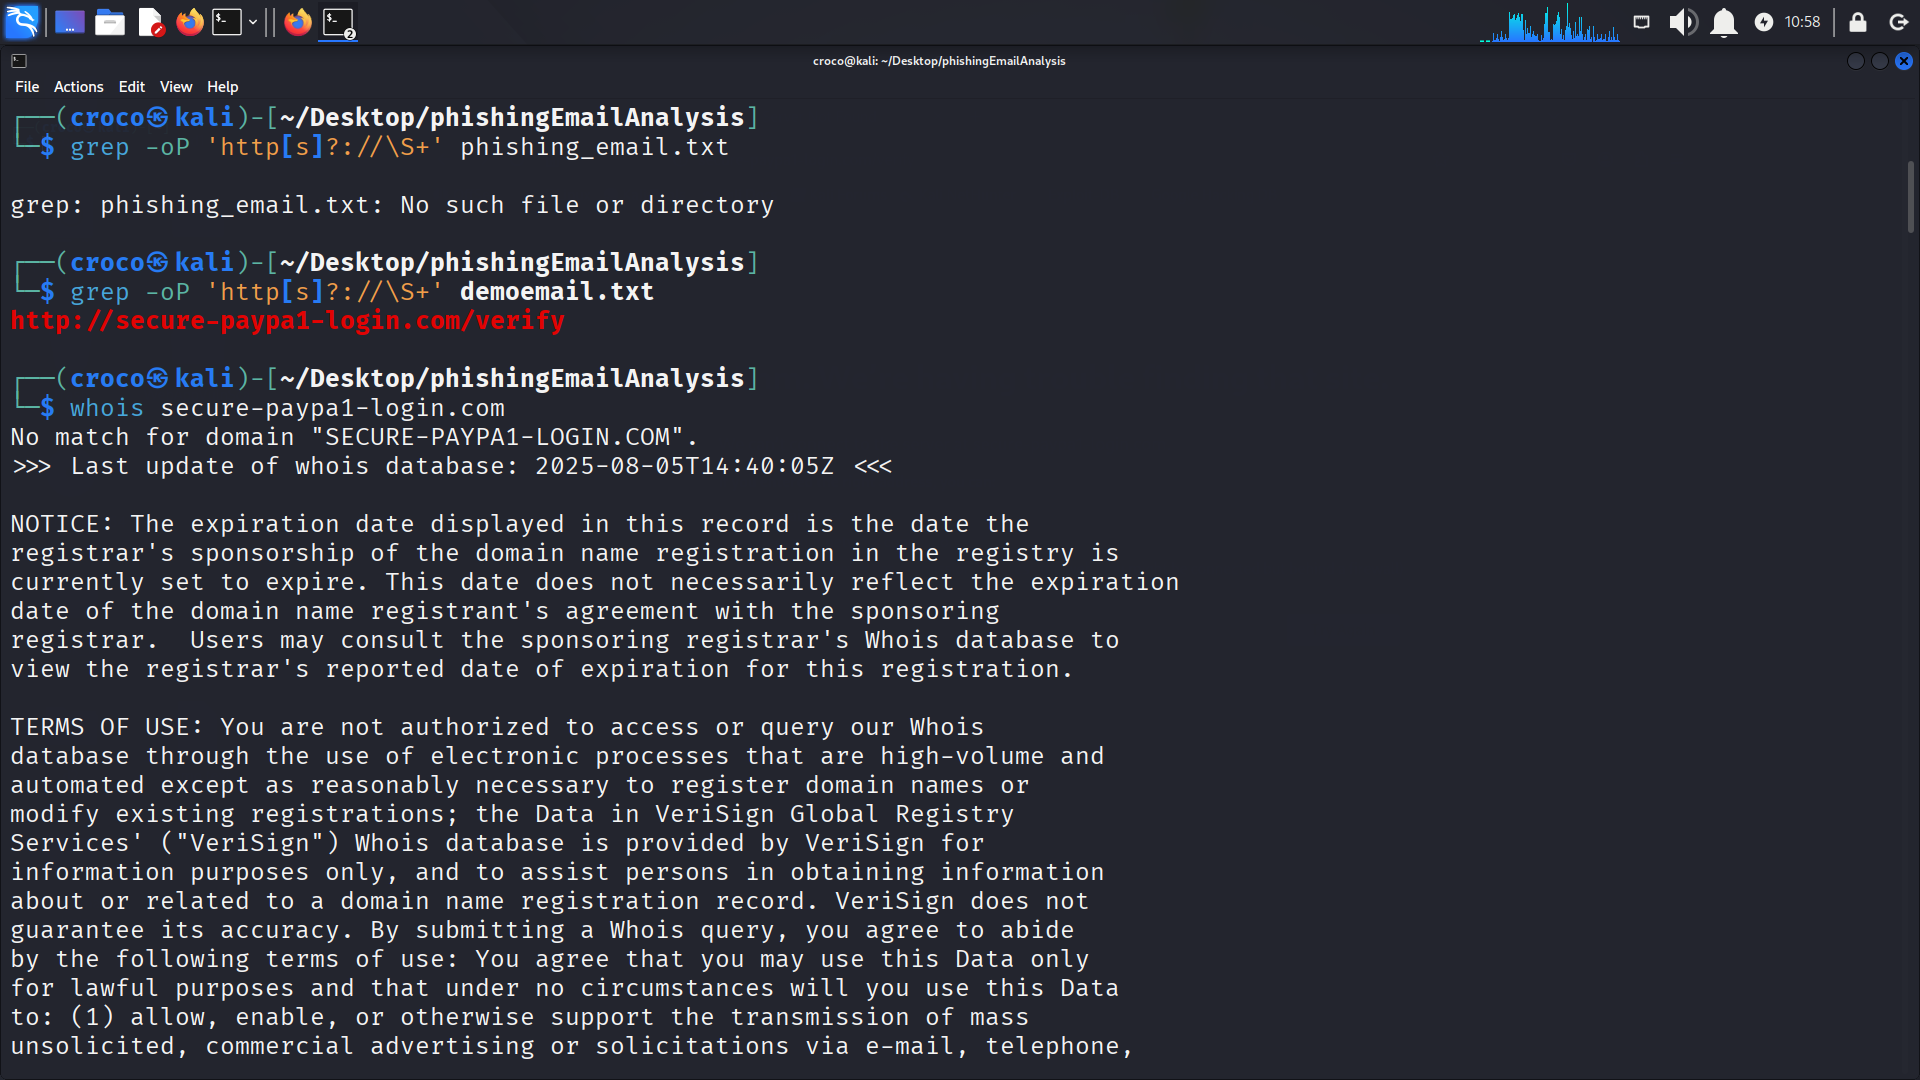 10:58
croco@kali: ~/Desktop/phishingEmailAnalysis
File Actions Edit View Help
┌──(croco㉿kali)-[~/Desktop/phishingEmailAnalysis]
└─$ grep -oP 'http[s]?://\S+' phishing_email.txt
grep: phishing_email.txt: No such file or directory
┌──(croco㉿kali)-[~/Desktop/phishingEmailAnalysis]
└─$ grep -oP 'http[s]?://\S+' demoemail.txt
http://secure-paypa1-login.com/verify
┌──(croco㉿kali)-[~/Desktop/phishingEmailAnalysis]
└─$ whois secure-paypa1-login.com
No match for domain "SECURE-PAYPA1-LOGIN.COM".
>>> Last update of whois database: 2025-08-05T14:40:05Z <<<
NOTICE: The expiration date displayed in this record is the date the
registrar's sponsorship of the domain name registration in the registry is
currently set to expire. This date does not necessarily reflect the expiration
date of the domain name registrant's agreement with the sponsoring
registrar.  Users may consult the sponsoring registrar's Whois database to
view the registrar's reported date of expiration for this registration.
TERMS OF USE: You are not authorized to access or query our Whois
database through the use of electronic processes that are high-volume and
automated except as reasonably necessary to register domain names or
modify existing registrations; the Data in VeriSign Global Registry
Services' ("VeriSign") Whois database is provided by VeriSign for
information purposes only, and to assist persons in obtaining information
about or related to a domain name registration record. VeriSign does not
guarantee its accuracy. By submitting a Whois query, you agree to abide
by the following terms of use: You agree that you may use this Data only
for lawful purposes and that under no circumstances will you use this Data
to: (1) allow, enable, or otherwise support the transmission of mass
unsolicited, commercial advertising or solicitations via e-mail, telephone,